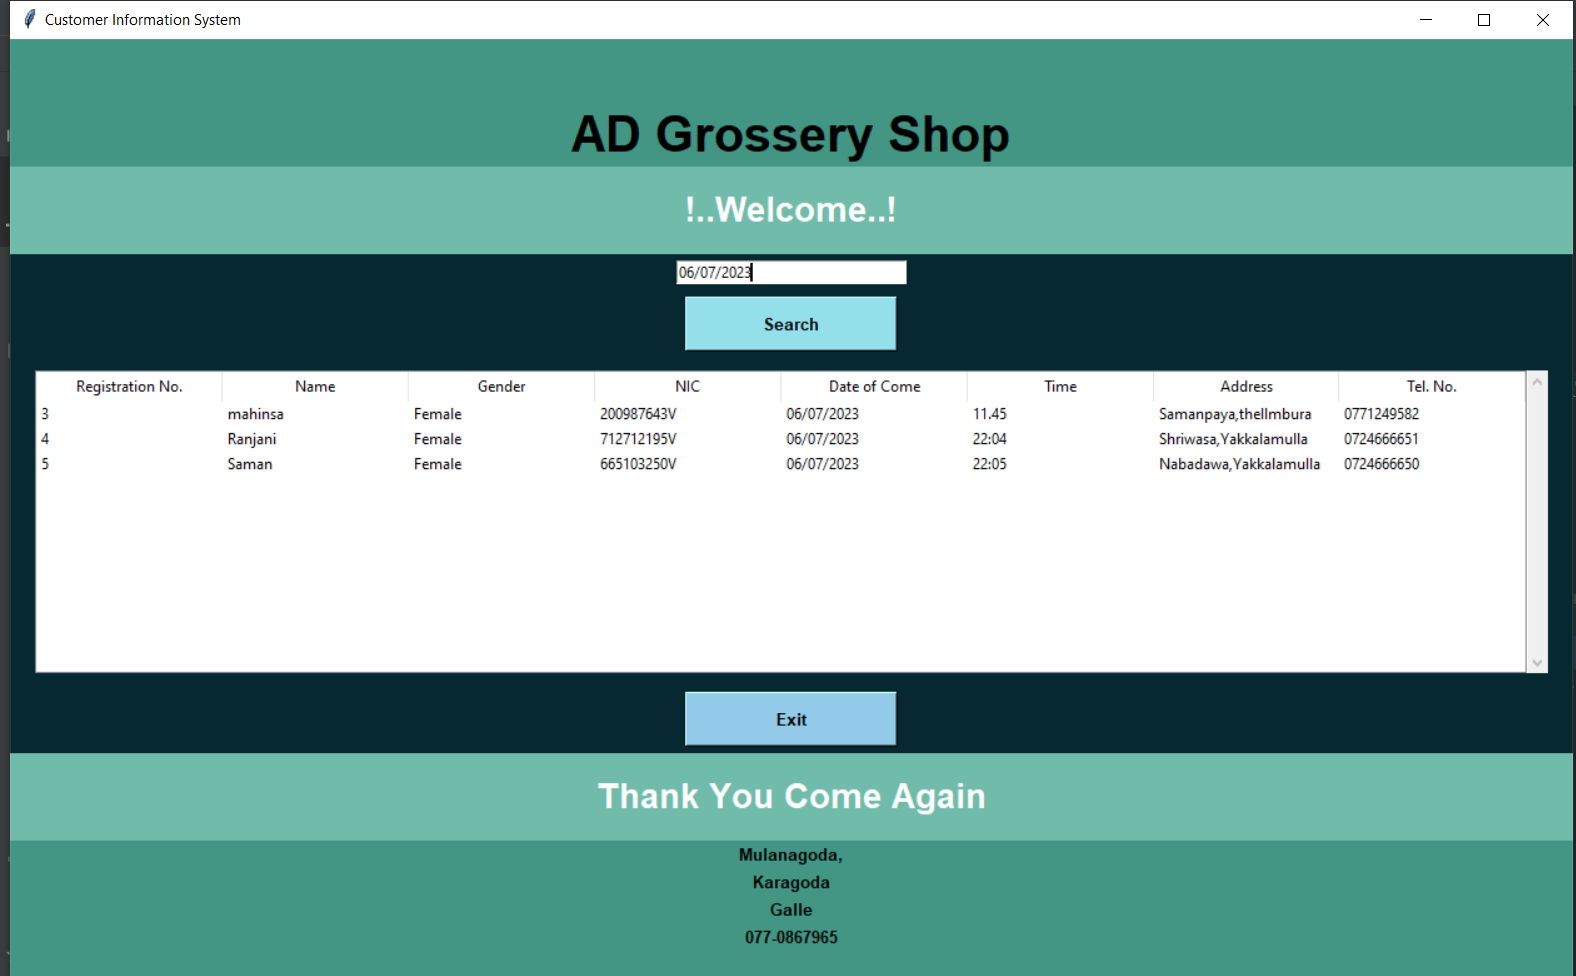 Customer Information System
AD Grossery Shop
!..Welcome..!
06/07/2023
Search
Registration No. Name Gender NIC Date of Come Time Address Tel. No.
3 mahinsa Female 200987643V 06/07/2023 11.45 Samanpaya,thellmbura 0771249582
4 Ranjani Female 712712195V 06/07/2023 22:04 Shriwasa,Yakkalamulla 0724666651
5 Saman Female 665103250V 06/07/2023 22:05 Nabadawa,Yakkalamulla 0724666650
Exit
Thank You Come Again
Mulanagoda,
Karagoda
Galle
077-0867965